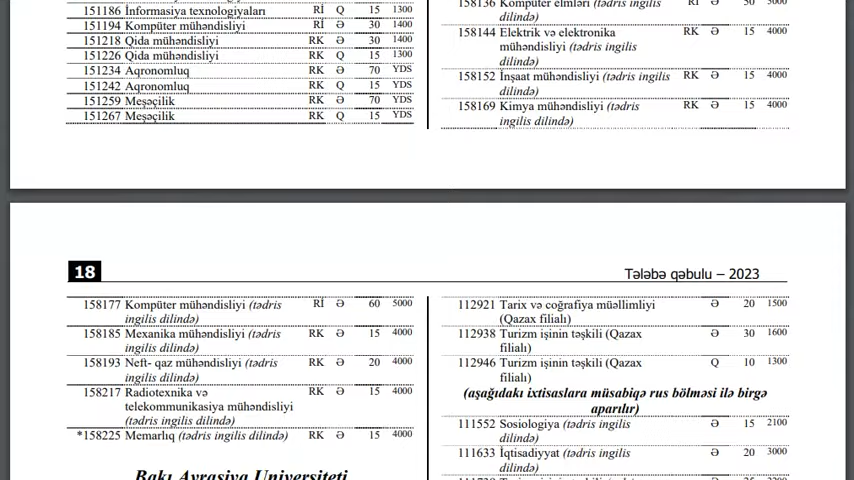 151186 İnformasiya texnologiyaları Rİ Q 15 1300
151194 Kompüter mühəndisliyi Rİ Ə 30 1400
151218 Qida mühəndisliyi RK Ə 30 1400
151226 Qida mühəndisliyi RK Q 15 1300
151234 Aqronomluq RK Ə 70 YDS
151242 Aqronomluq RK Q 15 YDS
151259 Meşəçilik RK Ə 70 YDS
151267 Meşəçilik RK Q 15 YDS
158136 Kompüter elmləri (tədris ingilis Rİ Ə 50 5000
dilində)
158144 Elektrik və elektronika RK Ə 15 4000
mühəndisliyi (tədris ingilis
dilində)
158152 İnşaat mühəndisliyi (tədris ingilis RK Ə 15 4000
dilində)
158169 Kimya mühəndisliyi (tədris RK Ə 15 4000
ingilis dilində)
18
Tələbə qəbulu – 2023
158177 Kompüter mühəndisliyi (tədris Rİ Ə 60 5000
ingilis dilində)
158185 Mexanika mühəndisliyi (tədris RK Ə 15 4000
ingilis dilində)
158193 Neft- qaz mühəndisliyi (tədris RK Ə 20 4000
ingilis dilində)
158217 Radiotexnika və RK Ə 15 4000
telekommunikasiya mühəndisliyi
(tədris ingilis dilində)
*158225 Memarlıq (tədris ingilis dilində) RK Ə 15 4000
Bakı Avrasiya Universiteti
112921 Tarix və coğrafiya müəllimliyi Ə 20 1500
(Qazax filialı)
112938 Turizm işinin təşkili (Qazax Ə 30 1600
filialı)
112946 Turizm işinin təşkili (Qazax Q 10 1300
filialı)
(aşağıdakı ixtisaslara müsabiqə rus bölməsi ilə birgə
aparılır)
111552 Sosiologiya (tədris ingilis Ə 15 2100
dilində)
111633 İqtisadiyyat (tədris ingilis Ə 20 3000
dilində)